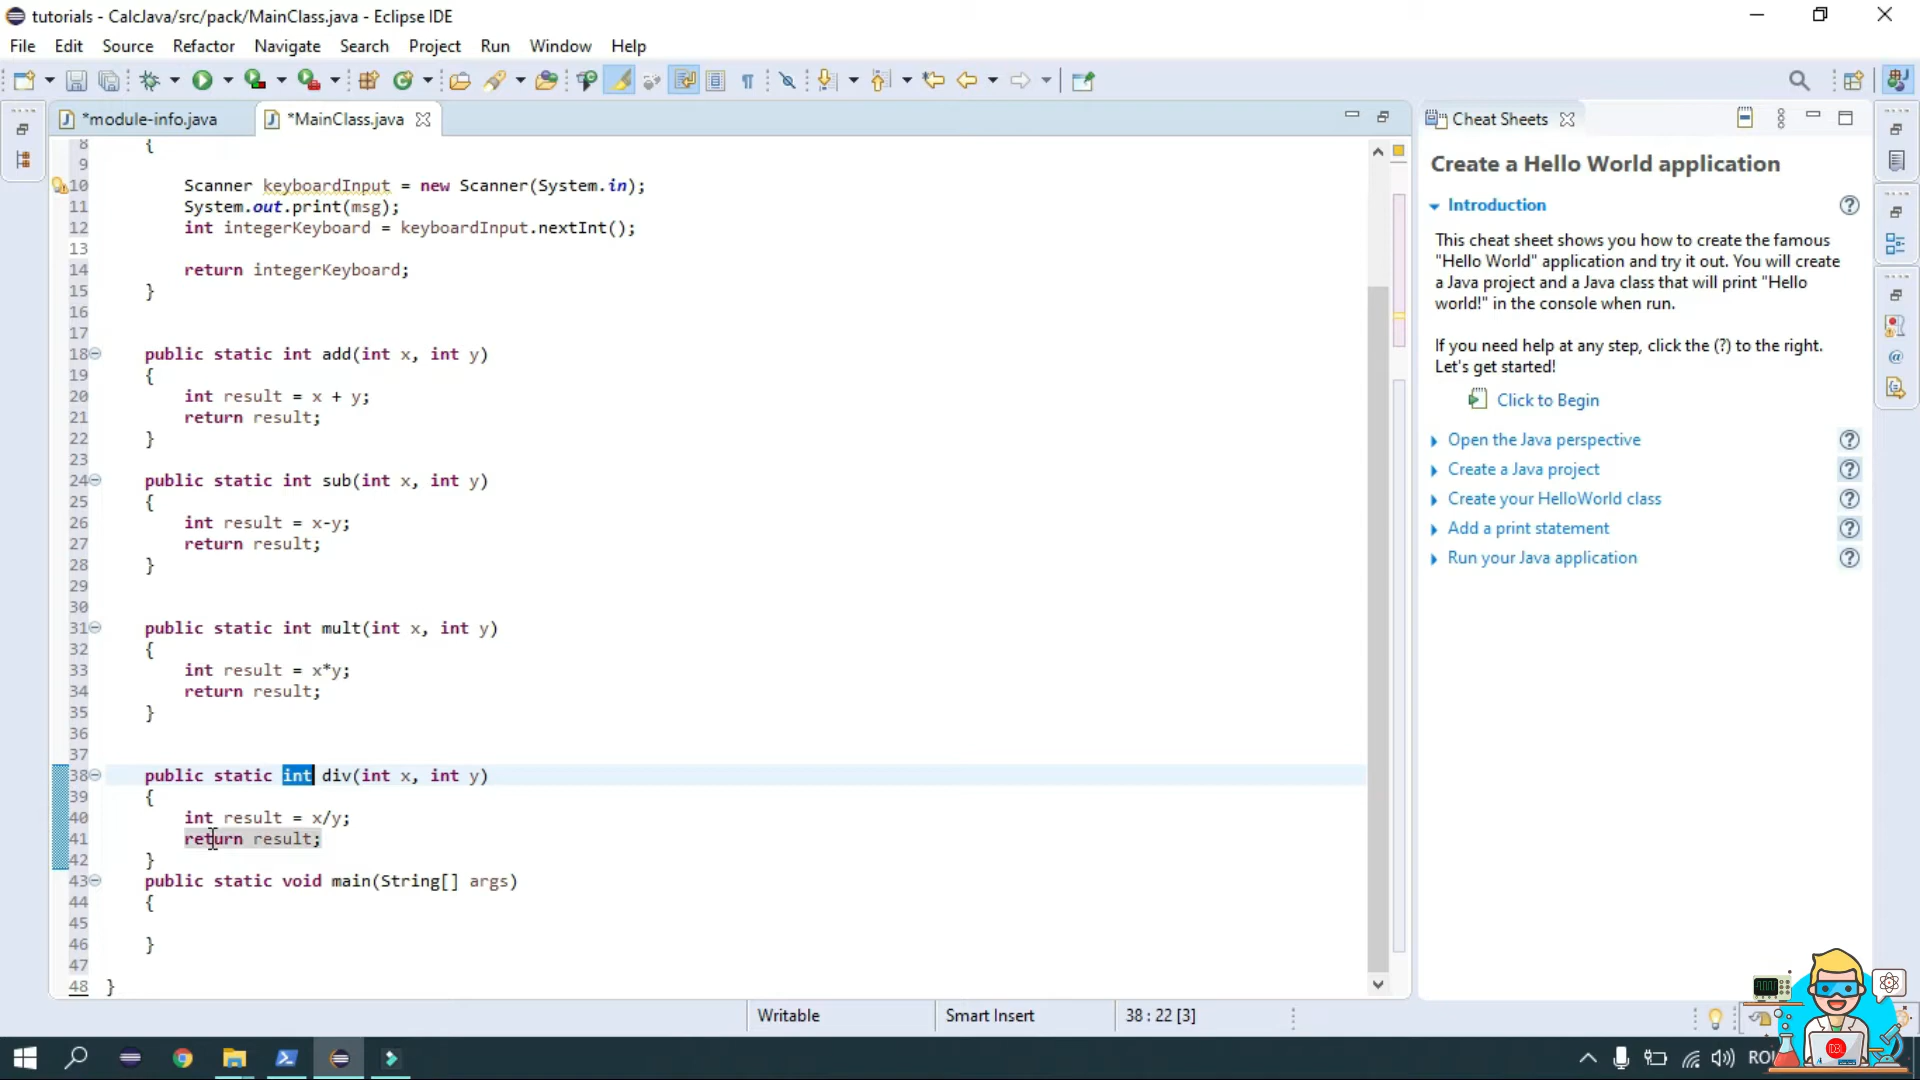 tutorials - CalcJava/src/pack/MainClass.java - Eclipse IDE
File Edit Source Refactor Navigate Search Project Run Window Help
*module-info.java
*MainClass.java
8 {
9
10 Scanner keyboardInput = new Scanner(System.in);
11 System.out.print(msg);
12 int integerKeyboard = keyboardInput.nextInt();
13
14 return integerKeyboard;
15 }
16
17
18 public static int add(int x, int y)
19 {
20 int result = x + y;
21 return result;
22 }
23
24 public static int sub(int x, int y)
25 {
26 int result = x-y;
27 return result;
28 }
29
30
31 public static int mult(int x, int y)
32 {
33 int result = x*y;
34 return result;
35 }
36
37
38 public static int div(int x, int y)
39 {
40 int result = x/y;
41 return result;
42 }
43 public static void main(String[] args)
44 {
45
46 }
47
48 }
Cheat Sheets
Create a Hello World application
Introduction
This cheat sheet shows you how to create the famous
"Hello World" application and try it out. You will create
a Java project and a Java class that will print "Hello
world!" in the console when run.
If you need help at any step, click the (?) to the right.
Let's get started!
Click to Begin
Open the Java perspective
Create a Java project
Create your HelloWorld class
Add a print statement
Run your Java application
Writable
Smart Insert
38 : 22 [3]